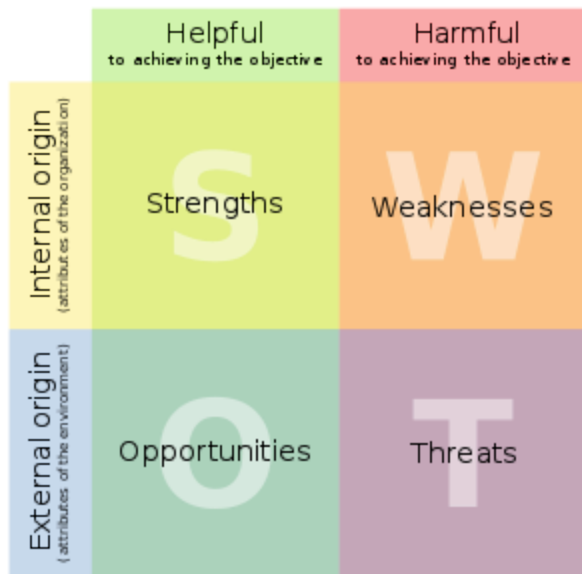 Helpful
to achieving the objective
Harmful
to achieving the objective
Internal origin
(attributes of the organization)
S
Strengths
W
Weaknesses
External origin
(attributes of the environment)
O
Opportunities
T
Threats